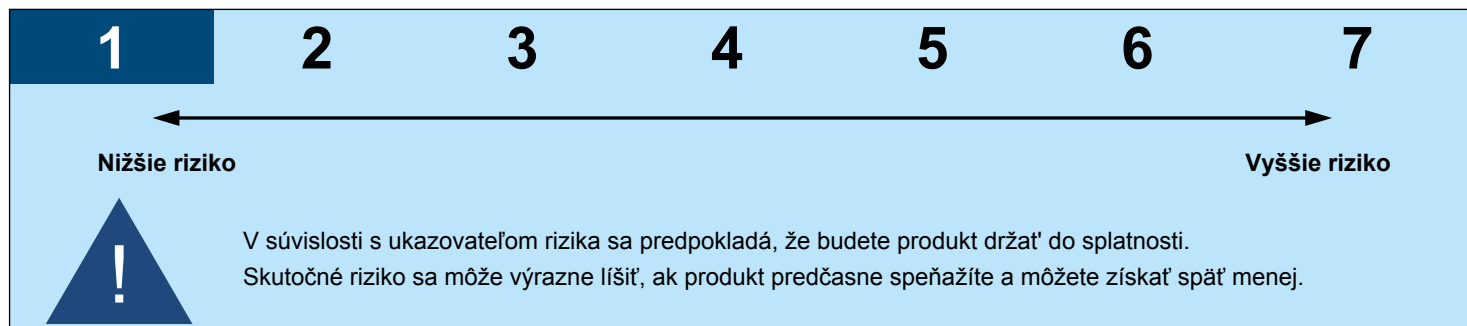 1 2 3 4 5 6 7
Nižšie riziko Vyššie riziko
!
V súvislosti s ukazovateľom rizika sa predpokladá, že budete produkt držat' do splatnosti.
Skutočné riziko sa môže výrazne líšiť, ak produkt predčasne speňažíte a môžete získať späť menej.